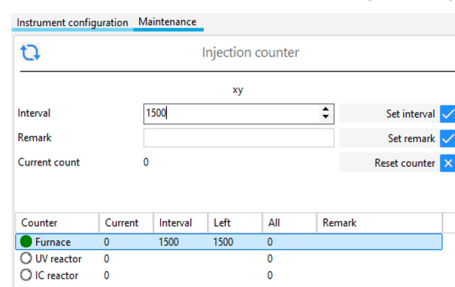 Instrument configuration Maintenance
Injection counter
xy
Interval 1500 Set interval
Remark Set remark
Current count 0 Reset counter
Counter Current Interval Left All Remark
Furnace 0 1500 1500 0
UV reactor 0 0
IC reactor 0 0